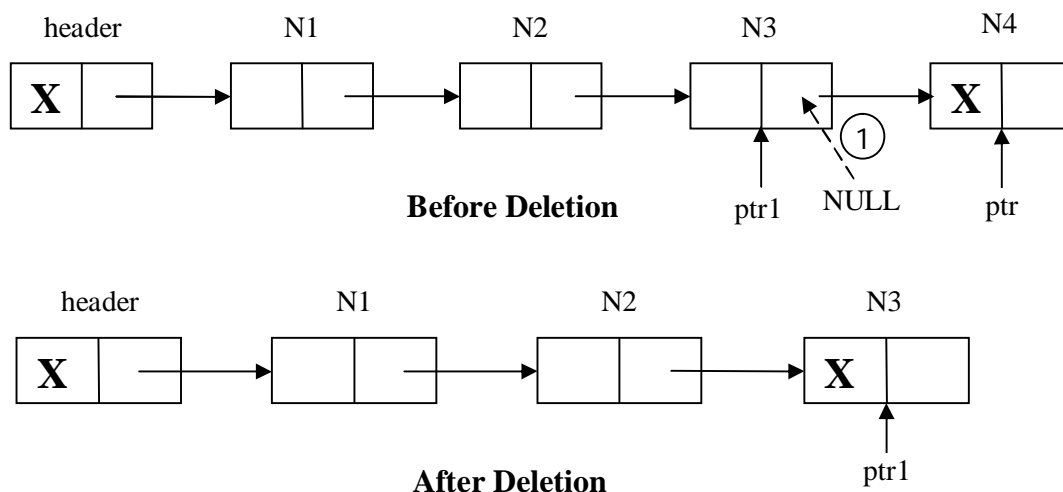 header N1 N2 N3 N4
X X
1
ptr1 NULL ptr
Before Deletion
header N1 N2 N3
X X
ptr1
After Deletion